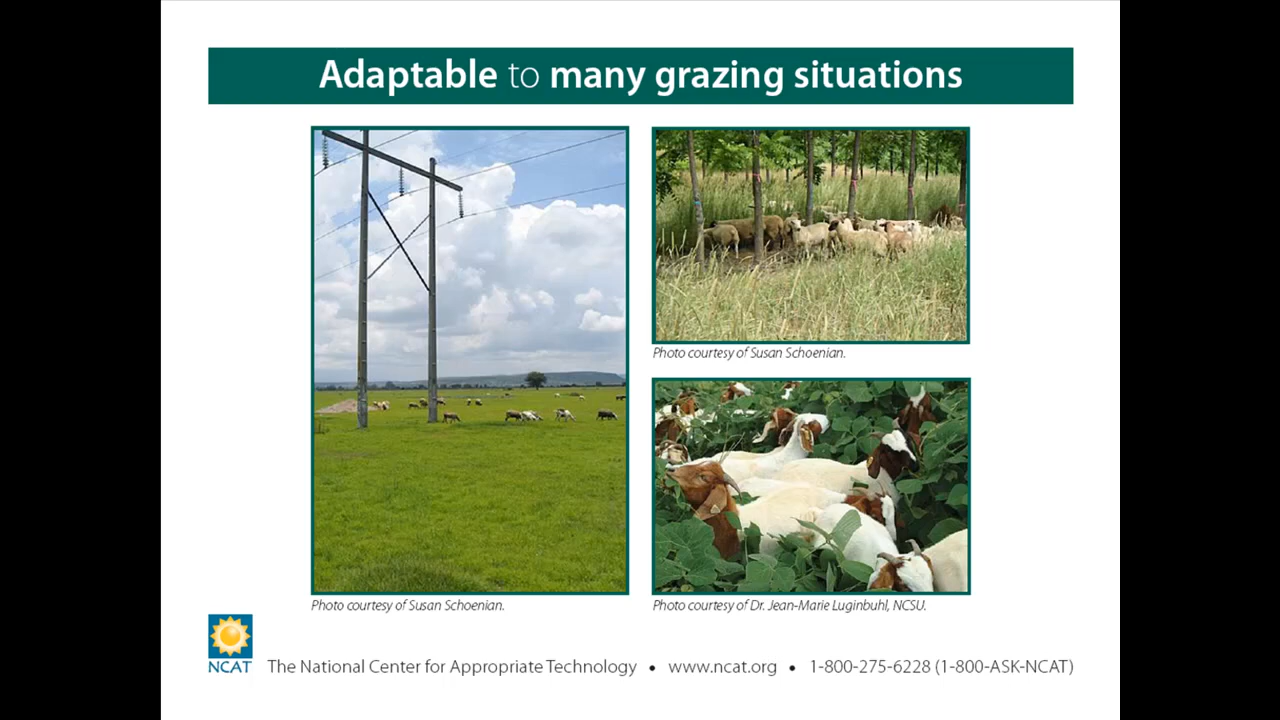 Adaptable to many grazing situations
Photo courtesy of Susan Schoenian.
Photo courtesy of Susan Schoenian.
Photo courtesy of Dr. Jean-Marie Luginbuhl, NCSU.
NCAT
The National Center for Appropriate Technology • www.ncat.org • 1-800-275-6228 (1-800-ASK-NCAT)